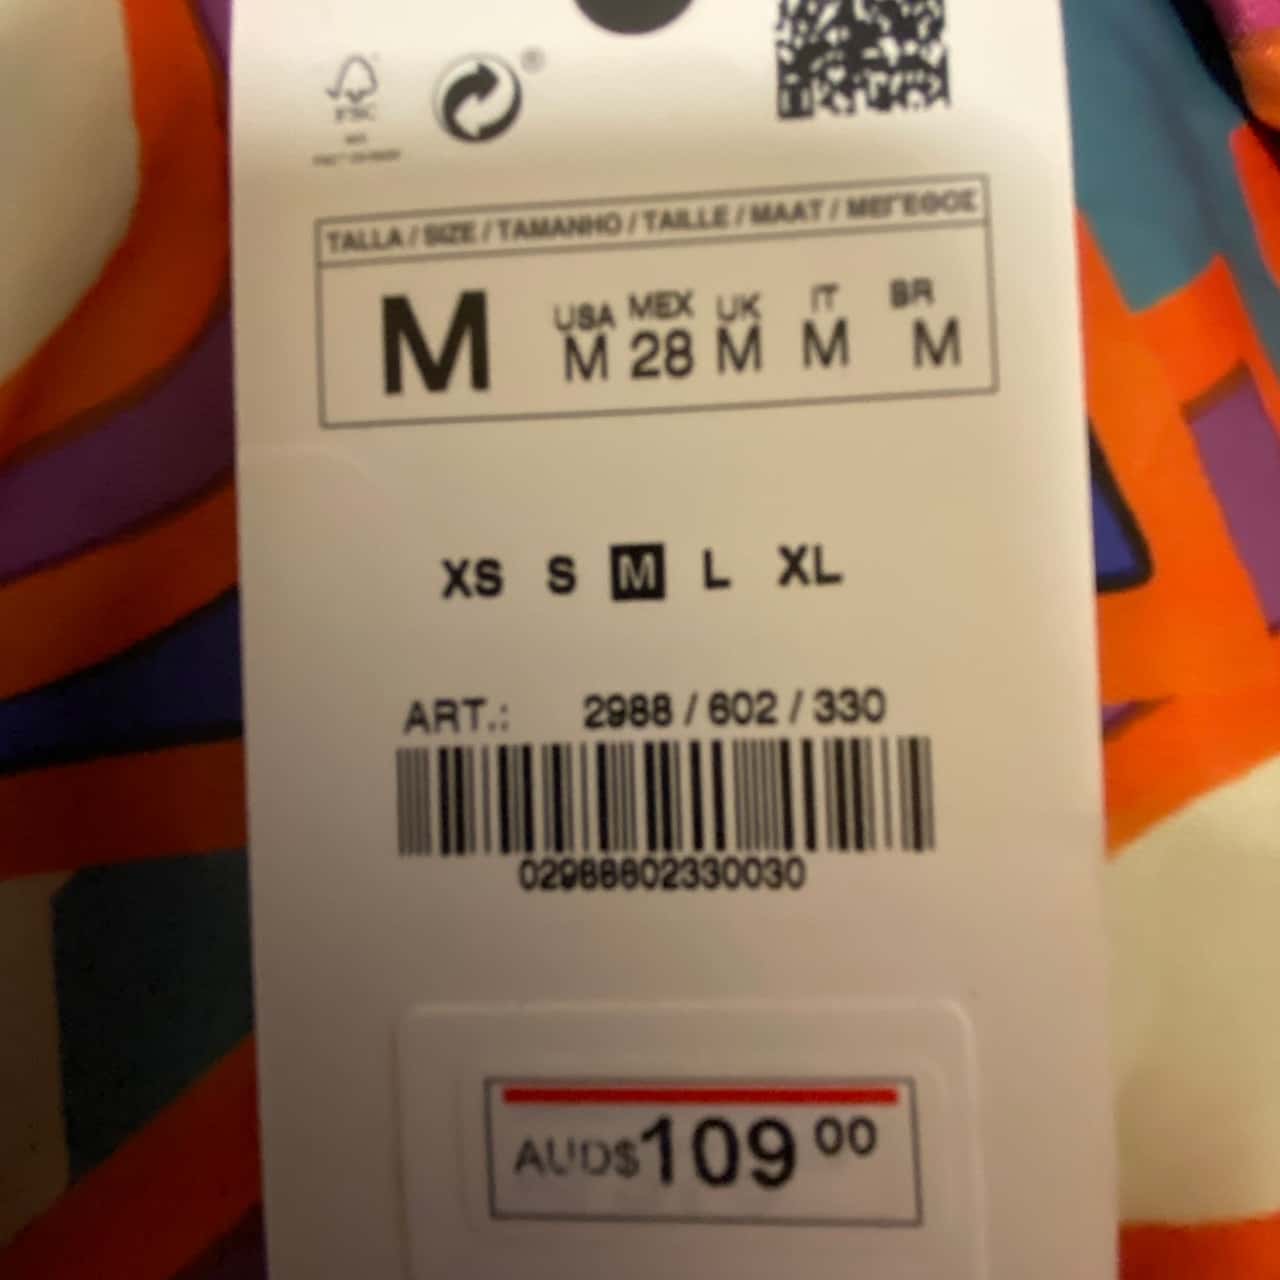 FSC
®
TALLA / SIZE / TAMANHO / TAILLE / MAAT / ΜΕΓΕΘΟΣ
M USA M MEX 28 UK M IT M BR M
XS S M L XL
ART.: 2988 / 602 / 330
02988602330030
AUD$109 00